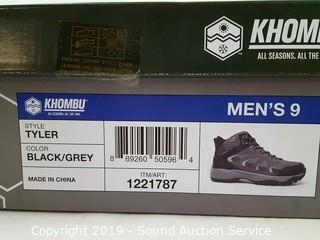 KHOMBU
ALL SEASONS. ALL THE TIME.
KHOMBU
ALL SEASONS. ALL THE TIME.
MEN'S 9
STYLE:
TYLER
COLOR:
BLACK/GREY
MADE IN CHINA
8 89260 50596 4
ITM/ART:
1221787
Copyright 2019 - Sound Auction Service